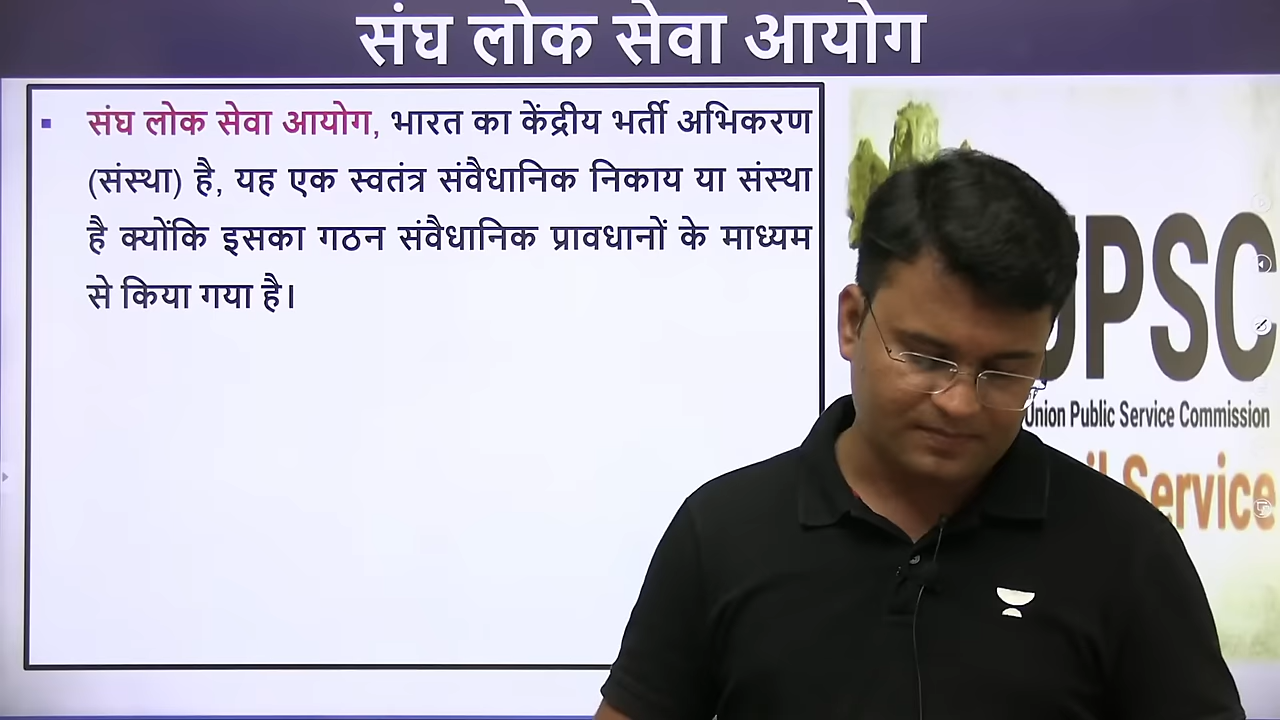 संघ लोक सेवा आयोग
संघ लोक सेवा आयोग, भारत का केंद्रीय भर्ती अभिकरण
(संस्था) है, यह एक स्वतंत्र संवैधानिक निकाय या संस्था
है क्योंकि इसका गठन संवैधानिक प्रावधानों के माध्यम
से किया गया है।
UPSC
Union Public Service Commission
Service